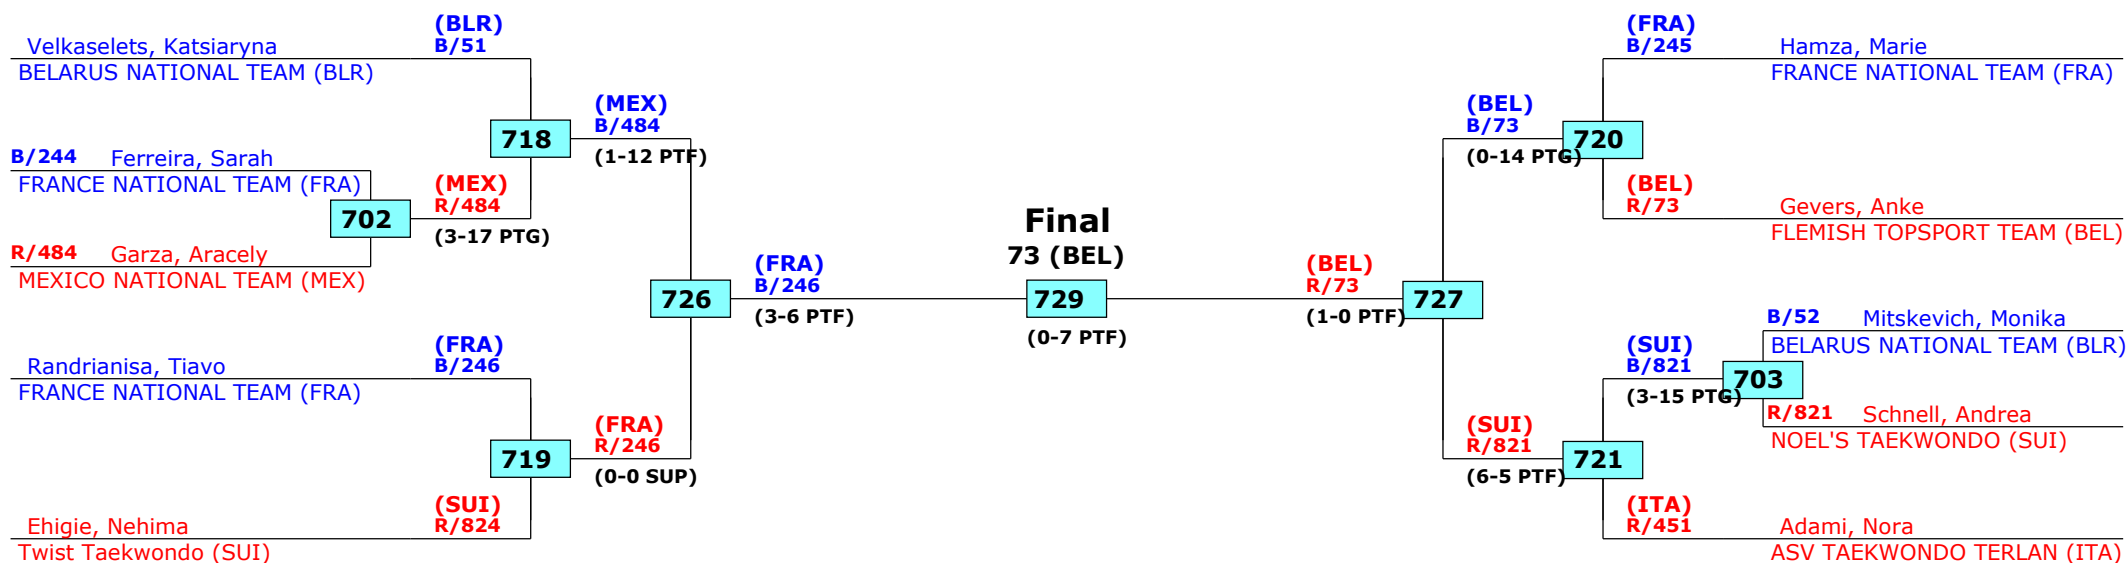 (BLR)
Velkaselets, Katsiaryna B/51
BELARUS NATIONAL TEAM (BLR)
718
(MEX)
B/484
(1-12 PTF)
B/244 Ferreira, Sarah
FRANCE NATIONAL TEAM (FRA)
702
(MEX)
R/484
(3-17 PTG)
R/484 Garza, Aracely
MEXICO NATIONAL TEAM (MEX)
726
(FRA)
B/246
(3-6 PTF)
(FRA)
Randrianisa, Tiavo B/246
FRANCE NATIONAL TEAM (FRA)
719
(FRA)
R/246
(0-0 SUP)
(SUI)
Ehigie, Nehima R/824
Twist Taekwondo (SUI)
Final
73 (BEL)
729
(0-7 PTF)
(BEL)
R/73
(1-0 PTF)
727
(FRA)
B/245 Hamza, Marie
FRANCE NATIONAL TEAM (FRA)
(BEL)
B/73
(0-14 PTG)
720
(BEL)
R/73 Gevers, Anke
FLEMISH TOPSPORT TEAM (BEL)
B/52 Mitskevich, Monika
BELARUS NATIONAL TEAM (BLR)
(SUI)
B/821
(3-15 PTG)
703
R/821 Schnell, Andrea
NOEL'S TAEKWONDO (SUI)
(SUI)
R/821
(6-5 PTF)
721
(ITA)
R/451 Adami, Nora
ASV TAEKWONDO TERLAN (ITA)